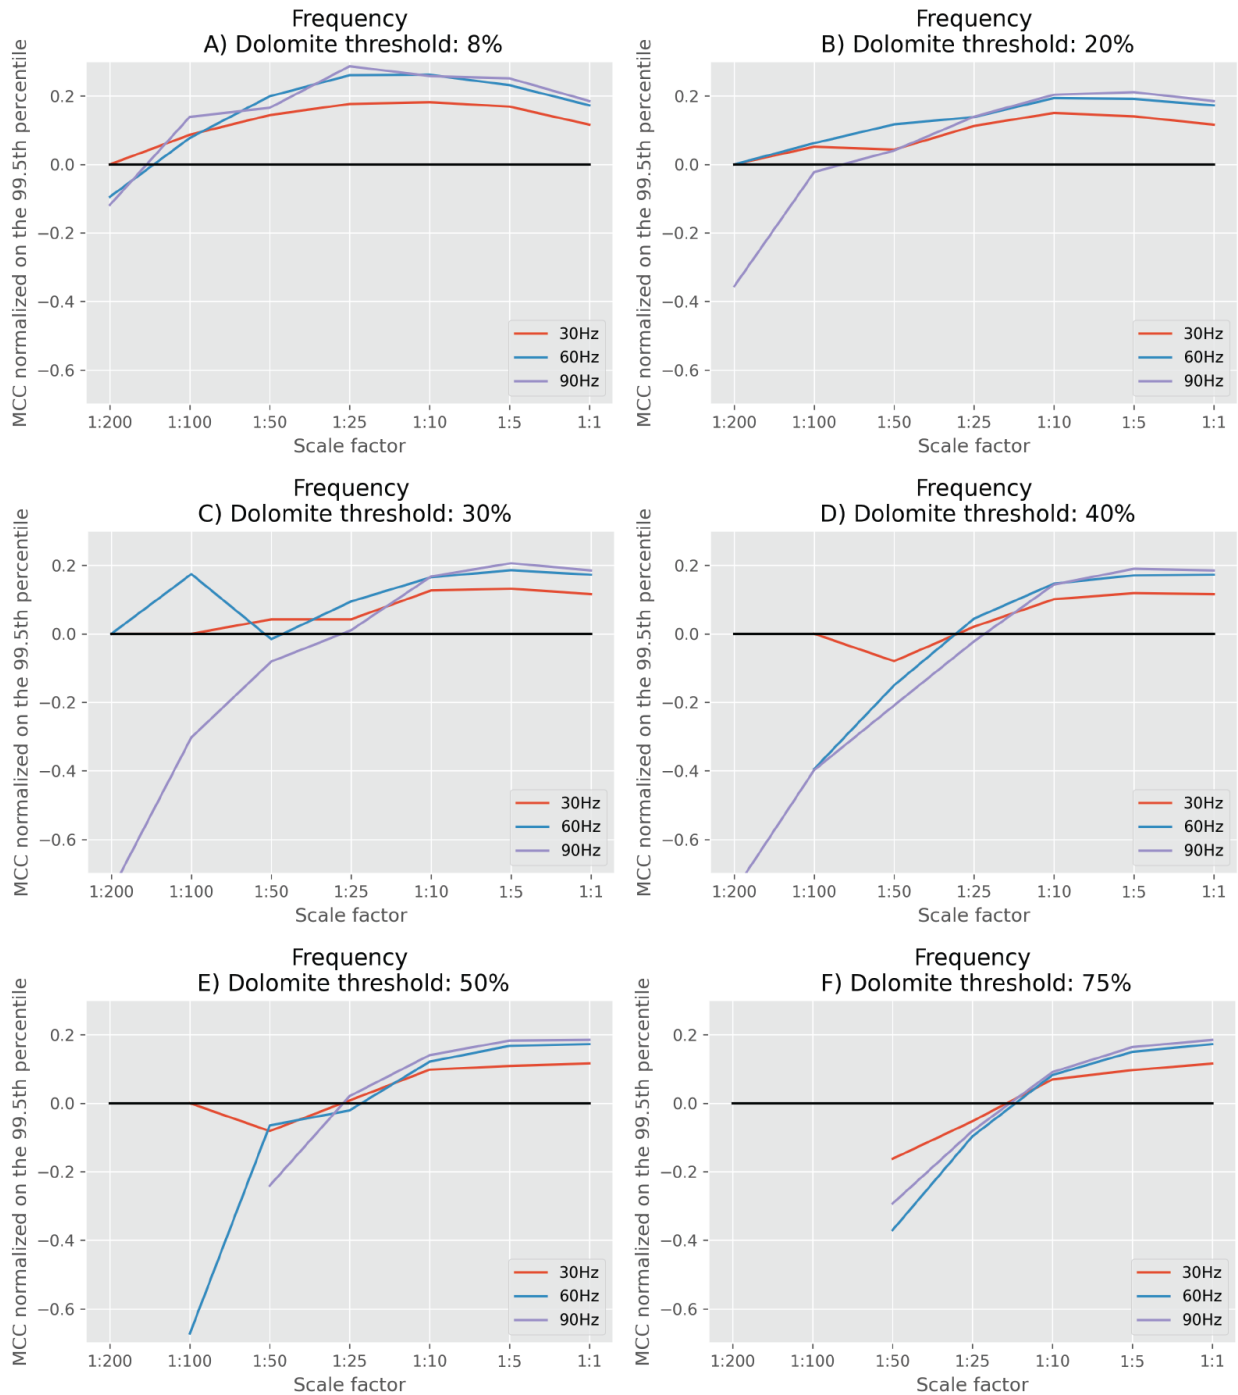 Frequency
A) Dolomite threshold: 8%
MCC normalized on the 99.5th percentile
0.2
0.0
−0.2
−0.4
−0.6
30Hz
60Hz
90Hz
1:200 1:100 1:50 1:25 1:10 1:5 1:1
Scale factor
Frequency
B) Dolomite threshold: 20%
MCC normalized on the 99.5th percentile
0.2
0.0
−0.2
−0.4
−0.6
30Hz
60Hz
90Hz
1:200 1:100 1:50 1:25 1:10 1:5 1:1
Scale factor
Frequency
C) Dolomite threshold: 30%
MCC normalized on the 99.5th percentile
0.2
0.0
−0.2
−0.4
−0.6
30Hz
60Hz
90Hz
1:200 1:100 1:50 1:25 1:10 1:5 1:1
Scale factor
Frequency
D) Dolomite threshold: 40%
MCC normalized on the 99.5th percentile
0.2
0.0
−0.2
−0.4
−0.6
30Hz
60Hz
90Hz
1:200 1:100 1:50 1:25 1:10 1:5 1:1
Scale factor
Frequency
E) Dolomite threshold: 50%
MCC normalized on the 99.5th percentile
0.2
0.0
−0.2
−0.4
−0.6
30Hz
60Hz
90Hz
1:200 1:100 1:50 1:25 1:10 1:5 1:1
Scale factor
Frequency
F) Dolomite threshold: 75%
MCC normalized on the 99.5th percentile
0.2
0.0
−0.2
−0.4
−0.6
30Hz
60Hz
90Hz
1:200 1:100 1:50 1:25 1:10 1:5 1:1
Scale factor